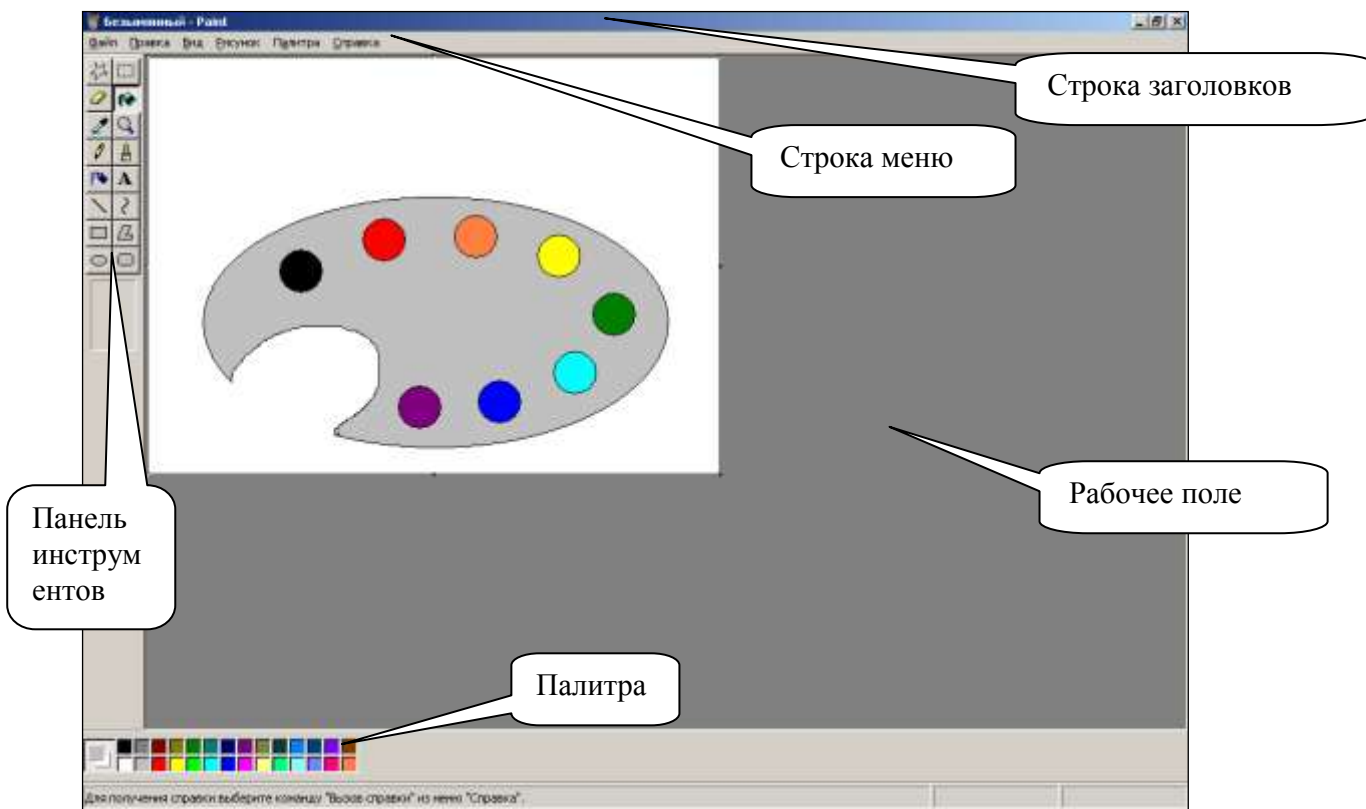 Безымянный - Paint
Файл Правка Вид Рисунок Палитра Справка
Строка заголовков
Строка меню
A
Рабочее поле
Панель
инструм
ентов
Палитра
Для получения справки выберите команду "Вызов справки" из меню "Справка".